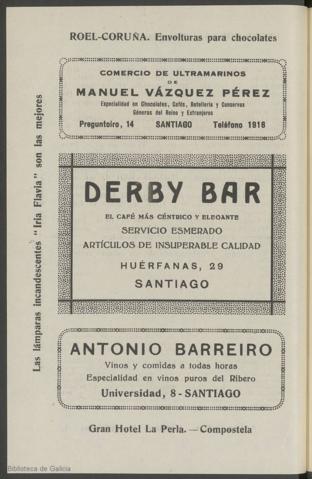 ROEL-CORUÑA. Envolturas para chocolates
Las lámparas incandescentes "Iria Flavia" son las mejores
COMERCIO DE ULTRAMARINOS
DE
MANUEL VÁZQUEZ PÉREZ
Especialidad en Chocolates, Cafés, Botellería y Conservas
Géneros del Reino y Extranjeros
Preguntoiro, 14 SANTIAGO Teléfono 1916
DERBY BAR
EL CAFÉ MÁS CÉNTRICO Y ELEGANTE
SERVICIO ESMERADO
ARTÍCULOS DE INSUPERABLE CALIDAD
HUÉRFANAS, 29
SANTIAGO
ANTONIO BARREIRO
Vinos y comidas a todas horas
Especialidad en vinos puros del Ribero
Universidad, 8 - SANTIAGO
Gran Hotel La Perla. — Compostela
Biblioteca de Galicia